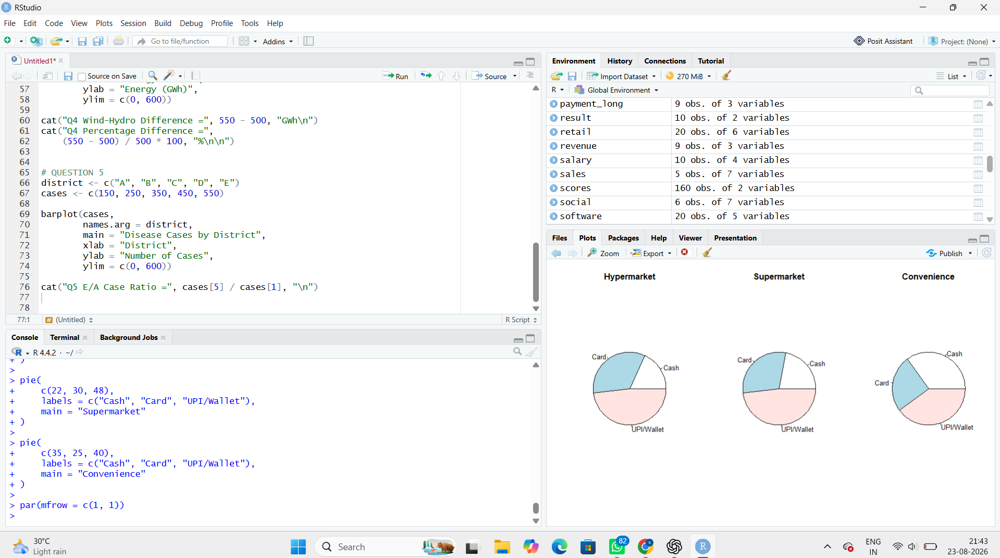 RStudio
File Edit Code View Plots Session Build Debug Profile Tools Help
Go to file/function Addins Posit Assistant Project: (None)
Untitled1*
Source on Save Run Source
57 ylab = "Energy (GWh)",
58 ylim = c(0, 600))
59
60 cat("Q4 Wind-Hydro Difference =", 550 - 500, "GWh\n")
61 cat("Q4 Percentage Difference =",
62 (550 - 500) / 500 * 100, "%\n\n")
63
64
65 # QUESTION 5
66 district <- c("A", "B", "C", "D", "E")
67 cases <- c(150, 250, 350, 450, 550)
68
69 barplot(cases,
70 names.arg = district,
71 main = "Disease Cases by District",
72 xlab = "District",
73 ylab = "Number of Cases",
74 ylim = c(0, 600))
75
76 cat("Q5 E/A Case Ratio =", cases[5] / cases[1], "\n")
77
78
77:1 # (Untitled) R Script
Console Terminal Background Jobs
R R 4.4.2 · ~/
+ )
>
> pie(
+ c(22, 30, 48),
+ labels = c("Cash", "Card", "UPI/Wallet"),
+ main = "Supermarket"
+ )
>
> pie(
+ c(35, 25, 40),
+ labels = c("Cash", "Card", "UPI/Wallet"),
+ main = "Convenience"
+ )
>
> par(mfrow = c(1, 1))
>
Environment History Connections Tutorial
Import Dataset 270 MiB List
R Global Environment
payment_long 9 obs. of 3 variables
result 10 obs. of 2 variables
retail 20 obs. of 6 variables
revenue 9 obs. of 3 variables
salary 10 obs. of 4 variables
sales 5 obs. of 7 variables
scores 160 obs. of 2 variables
social 6 obs. of 7 variables
software 20 obs. of 5 variables
Files Plots Packages Help Viewer Presentation
Zoom Export Publish
Hypermarket Supermarket Convenience
Card Cash UPI/Wallet
Card Cash UPI/Wallet
Card Cash UPI/Wallet
30°C
Light rain
Search
82
R
ENG
IN
21:43
23-08-2026